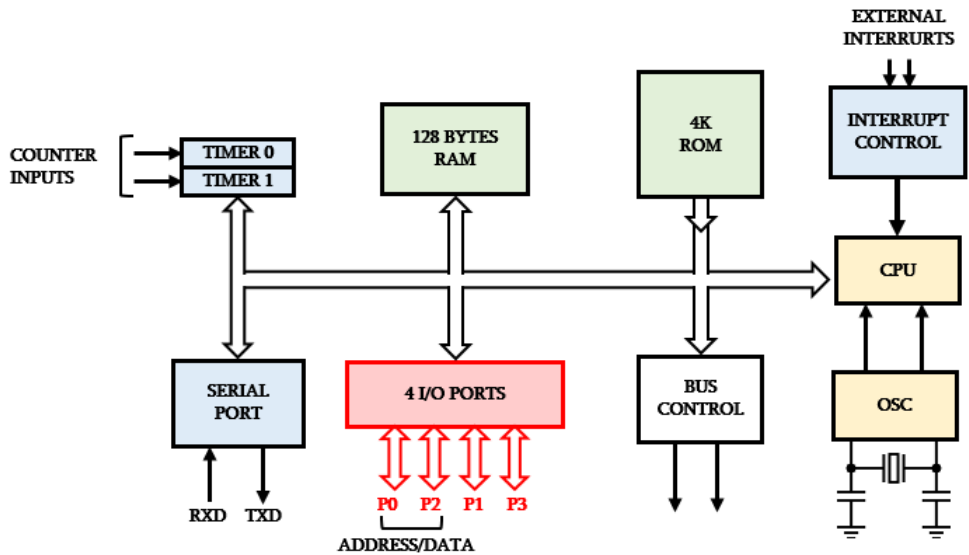 EXTERNAL
INTERRURTS
INTERRUPT
CONTROL
128 BYTES
RAM
4K
ROM
COUNTER
INPUTS
TIMER 0
TIMER 1
CPU
SERIAL
PORT
4 I/O PORTS
BUS
CONTROL
OSC
RXD
TXD
P0
P2
P1
P3
ADDRESS/DATA